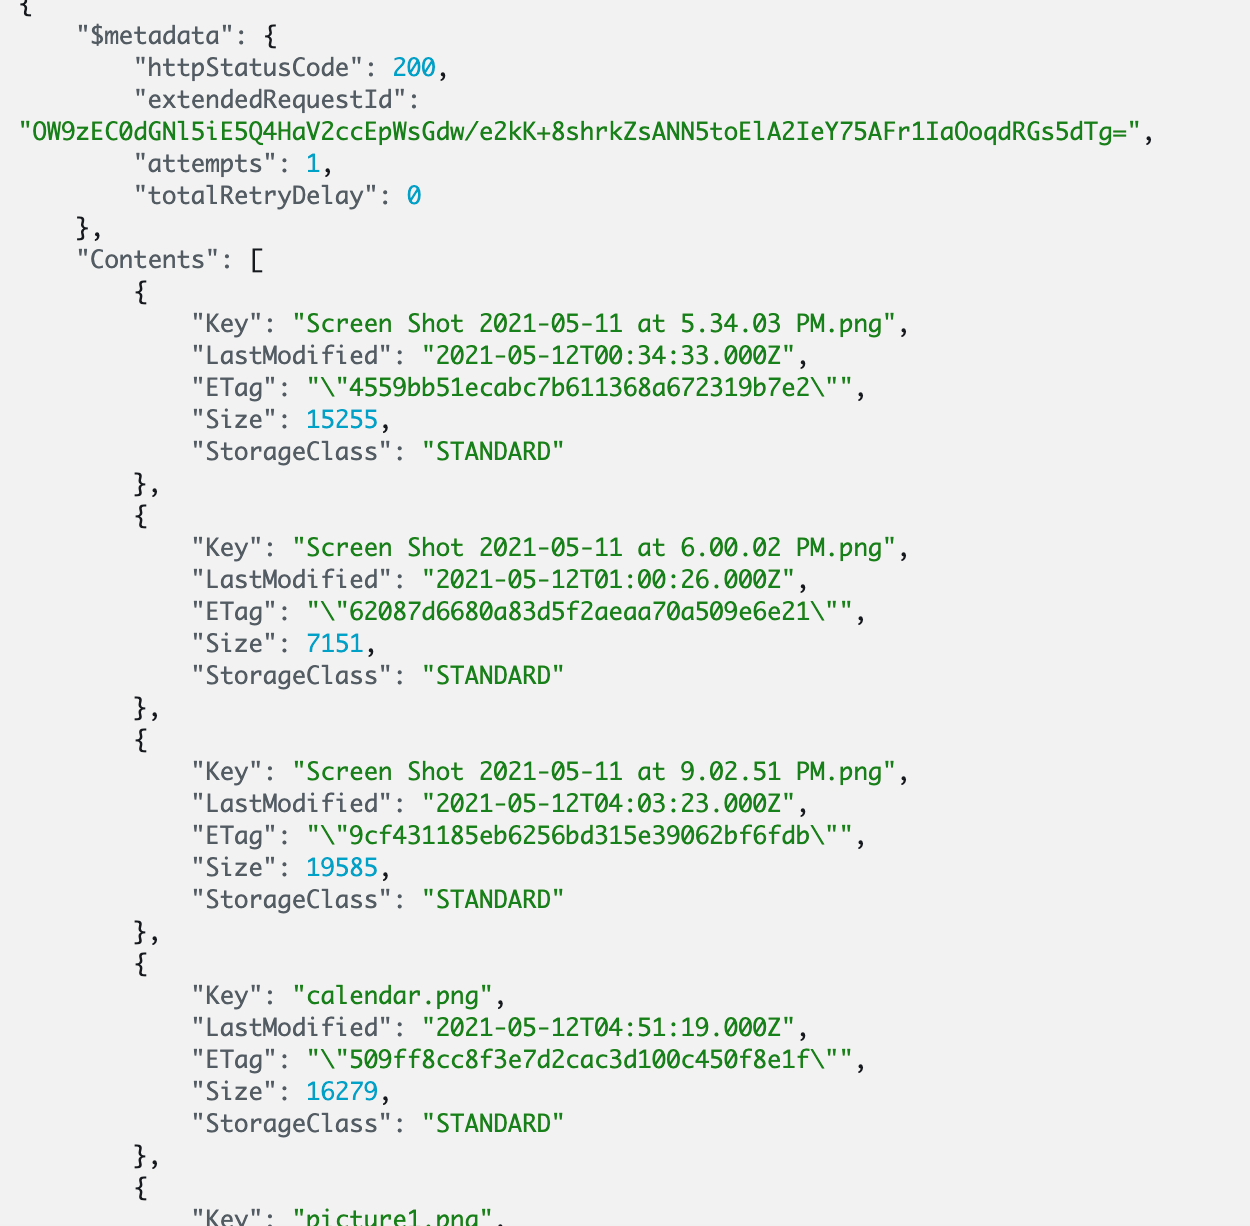 {
    "$metadata": {
        "httpStatusCode": 200,
        "extendedRequestId":
"OW9zEC0dGNl5iE5Q4HaV2ccEpWsGdw/e2kK+8shrkZsANN5toElA2IeY75AFr1IaOoqdRGs5dTg=",
        "attempts": 1,
        "totalRetryDelay": 0
    },
    "Contents": [
        {
            "Key": "Screen Shot 2021-05-11 at 5.34.03 PM.png",
            "LastModified": "2021-05-12T00:34:33.000Z",
            "ETag": "\"4559bb51ecabc7b611368a672319b7e2\"",
            "Size": 15255,
            "StorageClass": "STANDARD"
        },
        {
            "Key": "Screen Shot 2021-05-11 at 6.00.02 PM.png",
            "LastModified": "2021-05-12T01:00:26.000Z",
            "ETag": "\"62087d6680a83d5f2aeaa70a509e6e21\"",
            "Size": 7151,
            "StorageClass": "STANDARD"
        },
        {
            "Key": "Screen Shot 2021-05-11 at 9.02.51 PM.png",
            "LastModified": "2021-05-12T04:03:23.000Z",
            "ETag": "\"9cf431185eb6256bd315e39062bf6fdb\"",
            "Size": 19585,
            "StorageClass": "STANDARD"
        },
        {
            "Key": "calendar.png",
            "LastModified": "2021-05-12T04:51:19.000Z",
            "ETag": "\"509ff8cc8f3e7d2cac3d100c450f8e1f\"",
            "Size": 16279,
            "StorageClass": "STANDARD"
        },
        {
            "Key": "picture1.png",